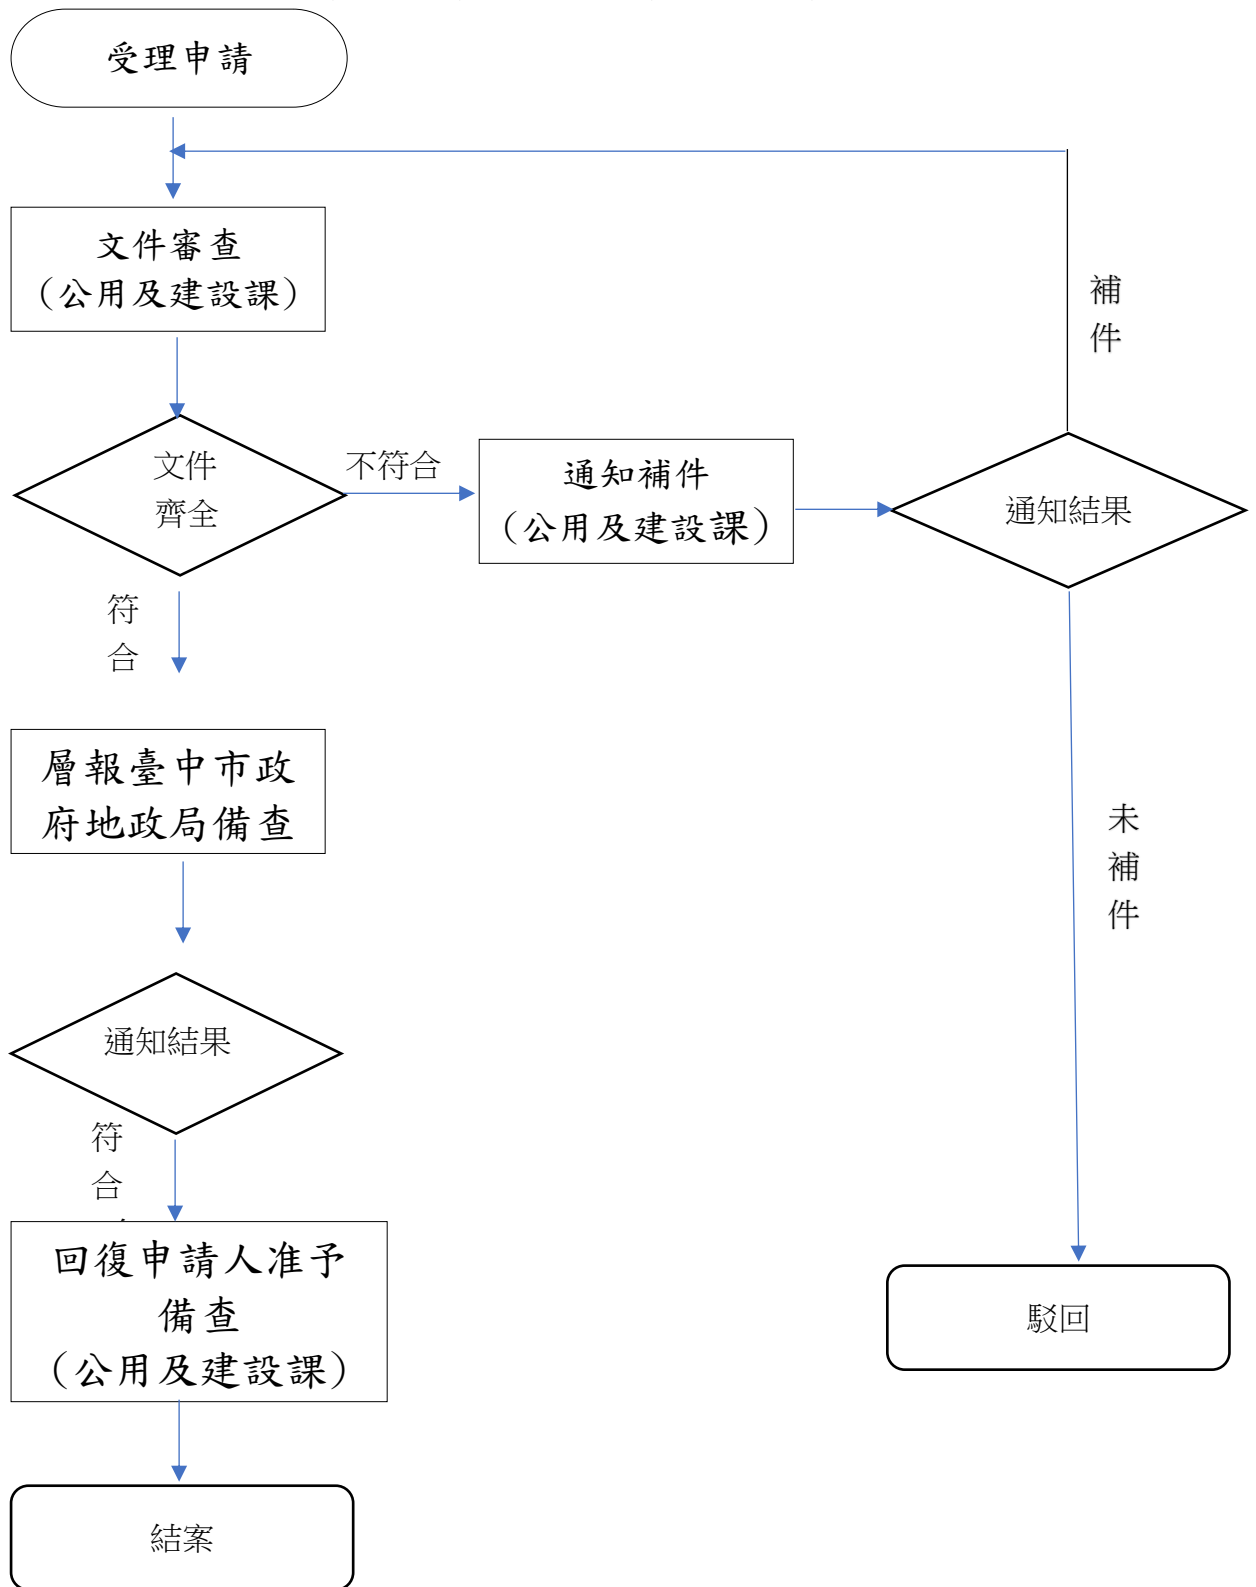 受理申請
文件審查
（公用及建設課）
補
件
文件
齊全
不符合
通知補件
（公用及建設課）
通知結果
符
合
層報臺中市政
府地政局備查
未
補
件
通知結果
符
合
回復申請人准予
備查
（公用及建設課）
駁回
結案